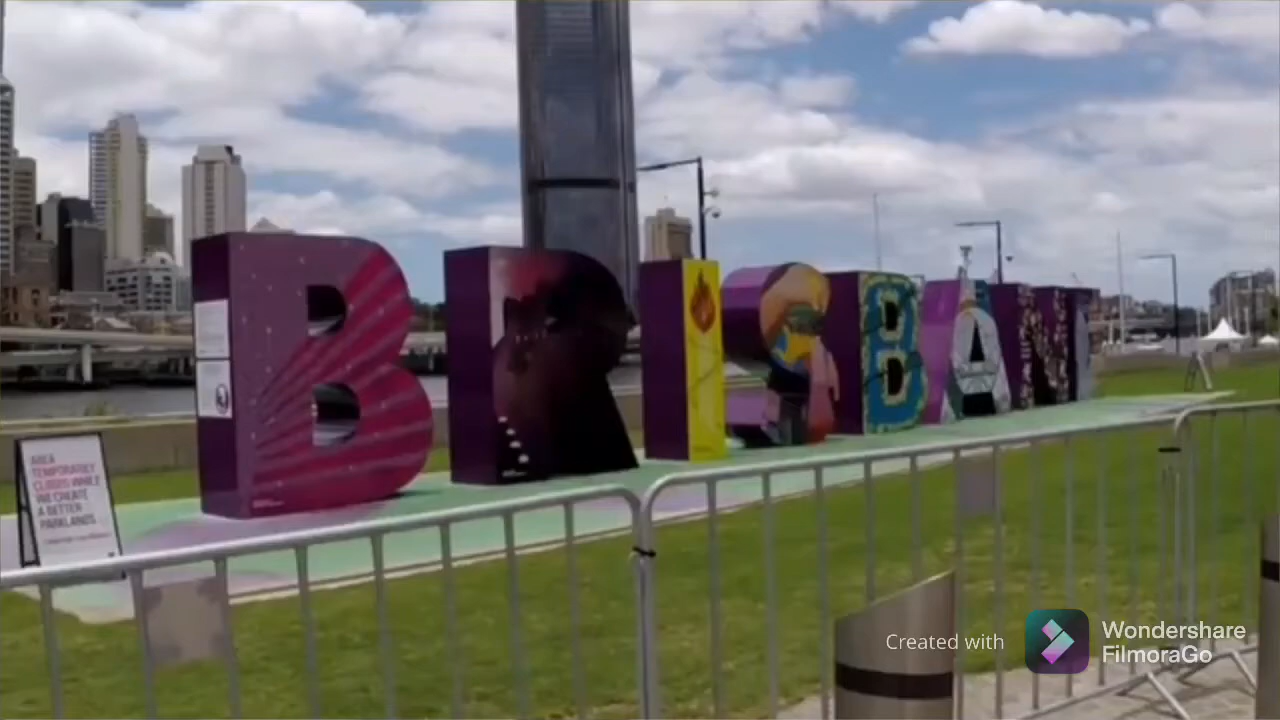 BRISBANE
AREA
TEMPORARILY
CLOSED WHILE
WE CREATE
A BETTER
PARKLANDS.
Created with
Wondershare
FilmoraGo